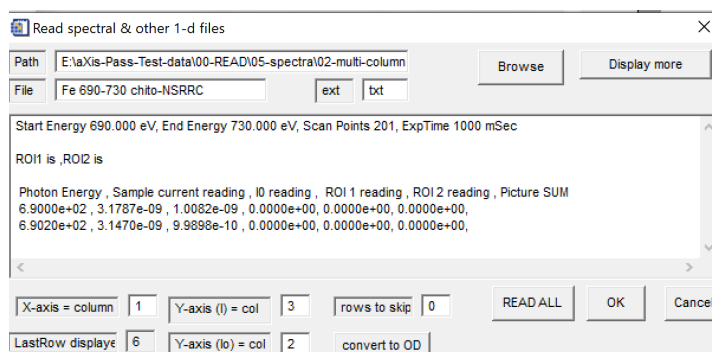 Read spectral & other 1-d files
Path E:\aXis-Pass-Test-data\00-READ\05-spectra\02-multi-column Browse Display more
File Fe 690-730 chito-NSRRC ext txt
Start Energy 690.000 eV, End Energy 730.000 eV, Scan Points 201, ExpTime 1000 mSec
ROI1 is ,ROI2 is
Photon Energy , Sample current reading , I0 reading , ROI 1 reading , ROI 2 reading , Picture SUM
6.9000e+02 , 3.1787e-09 , 1.0082e-09 , 0.0000e+00, 0.0000e+00, 0.0000e+00,
6.9020e+02 , 3.1470e-09 , 9.9898e-10 , 0.0000e+00, 0.0000e+00, 0.0000e+00,
X-axis = column 1 Y-axis (I) = col 3 rows to skip 0 READ ALL OK Cancel
LastRow displaye 6 Y-axis (Io) = col 2 convert to OD